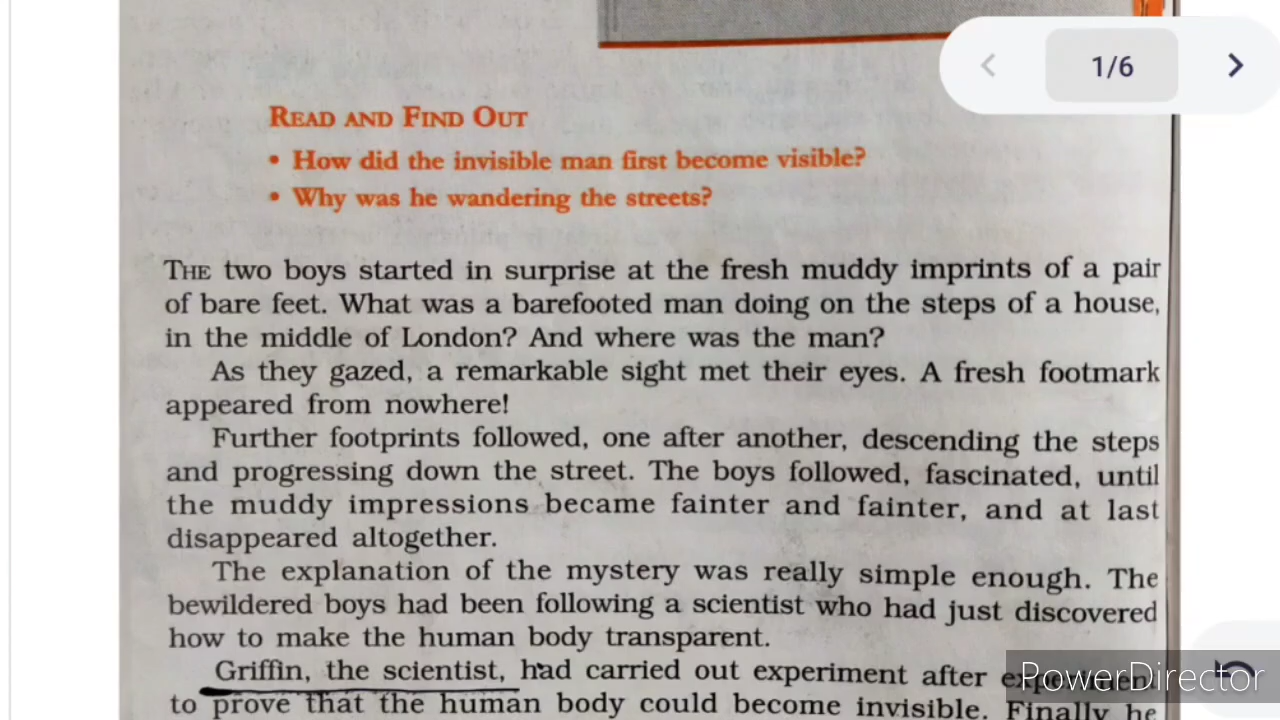 1/6
READ AND FIND OUT
• How did the invisible man first become visible?
• Why was he wandering the streets?
THE two boys started in surprise at the fresh muddy imprints of a pair
of bare feet. What was a barefooted man doing on the steps of a house,
in the middle of London? And where was the man?
As they gazed, a remarkable sight met their eyes. A fresh footmark
appeared from nowhere!
Further footprints followed, one after another, descending the steps
and progressing down the street. The boys followed, fascinated, until
the muddy impressions became fainter and fainter, and at last
disappeared altogether.
The explanation of the mystery was really simple enough. The
bewildered boys had been following a scientist who had just discovered
how to make the human body transparent.
Griffin, the scientist, had carried out experiment after
to prove that the human body could become invisible. Finally he
PowerDirector